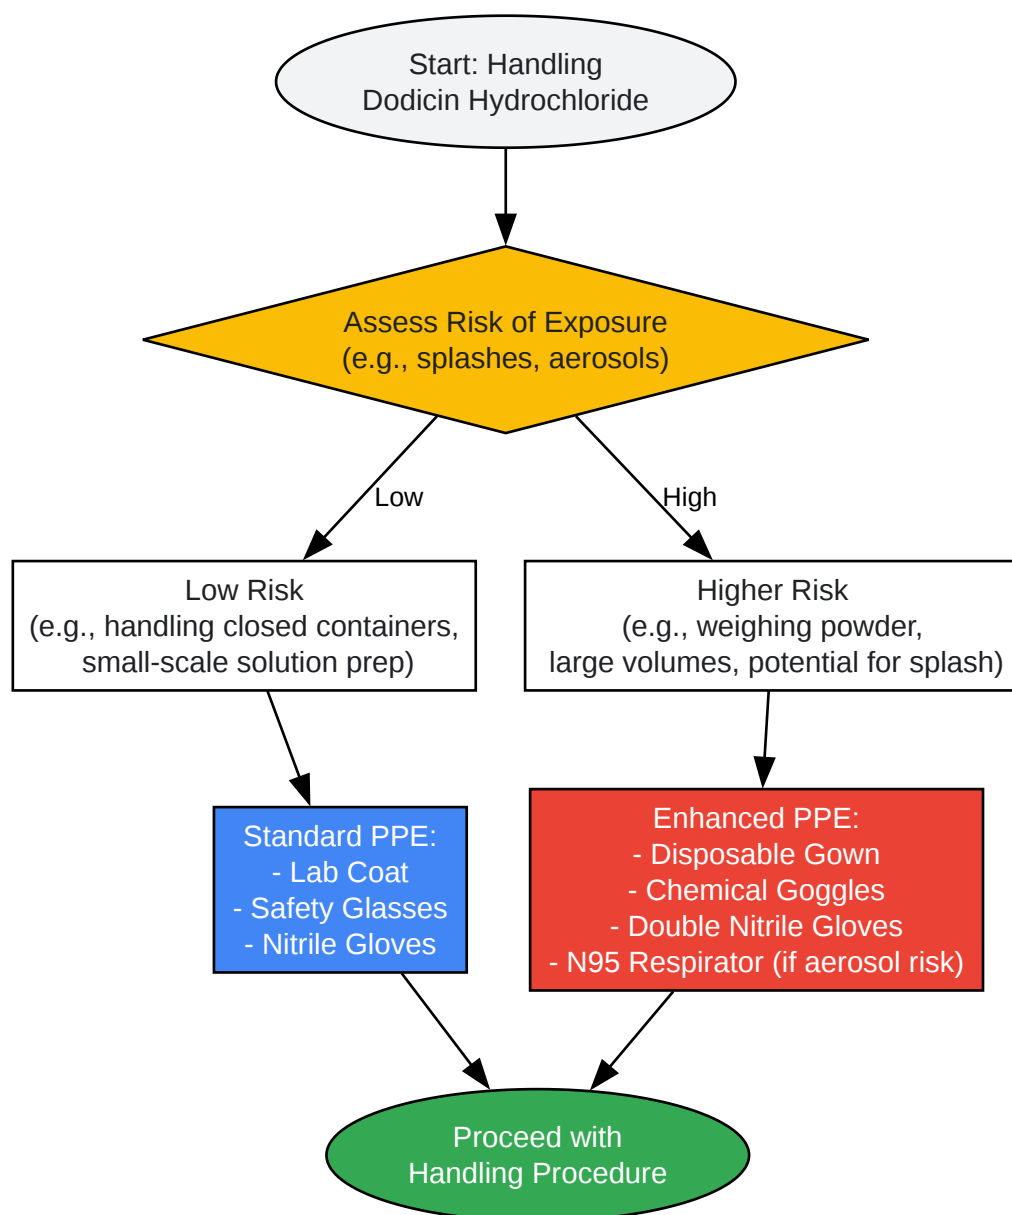 Start: Handling
Dodicin Hydrochloride
Assess Risk of Exposure
(e.g., splashes, aerosols)
Low
High
Low Risk
(e.g., handling closed containers,
small-scale solution prep)
Higher Risk
(e.g., weighing powder,
large volumes, potential for splash)
Standard PPE:
- Lab Coat
- Safety Glasses
- Nitrile Gloves
Enhanced PPE:
- Disposable Gown
- Chemical Goggles
- Double Nitrile Gloves
- N95 Respirator (if aerosol risk)
Proceed with
Handling Procedure